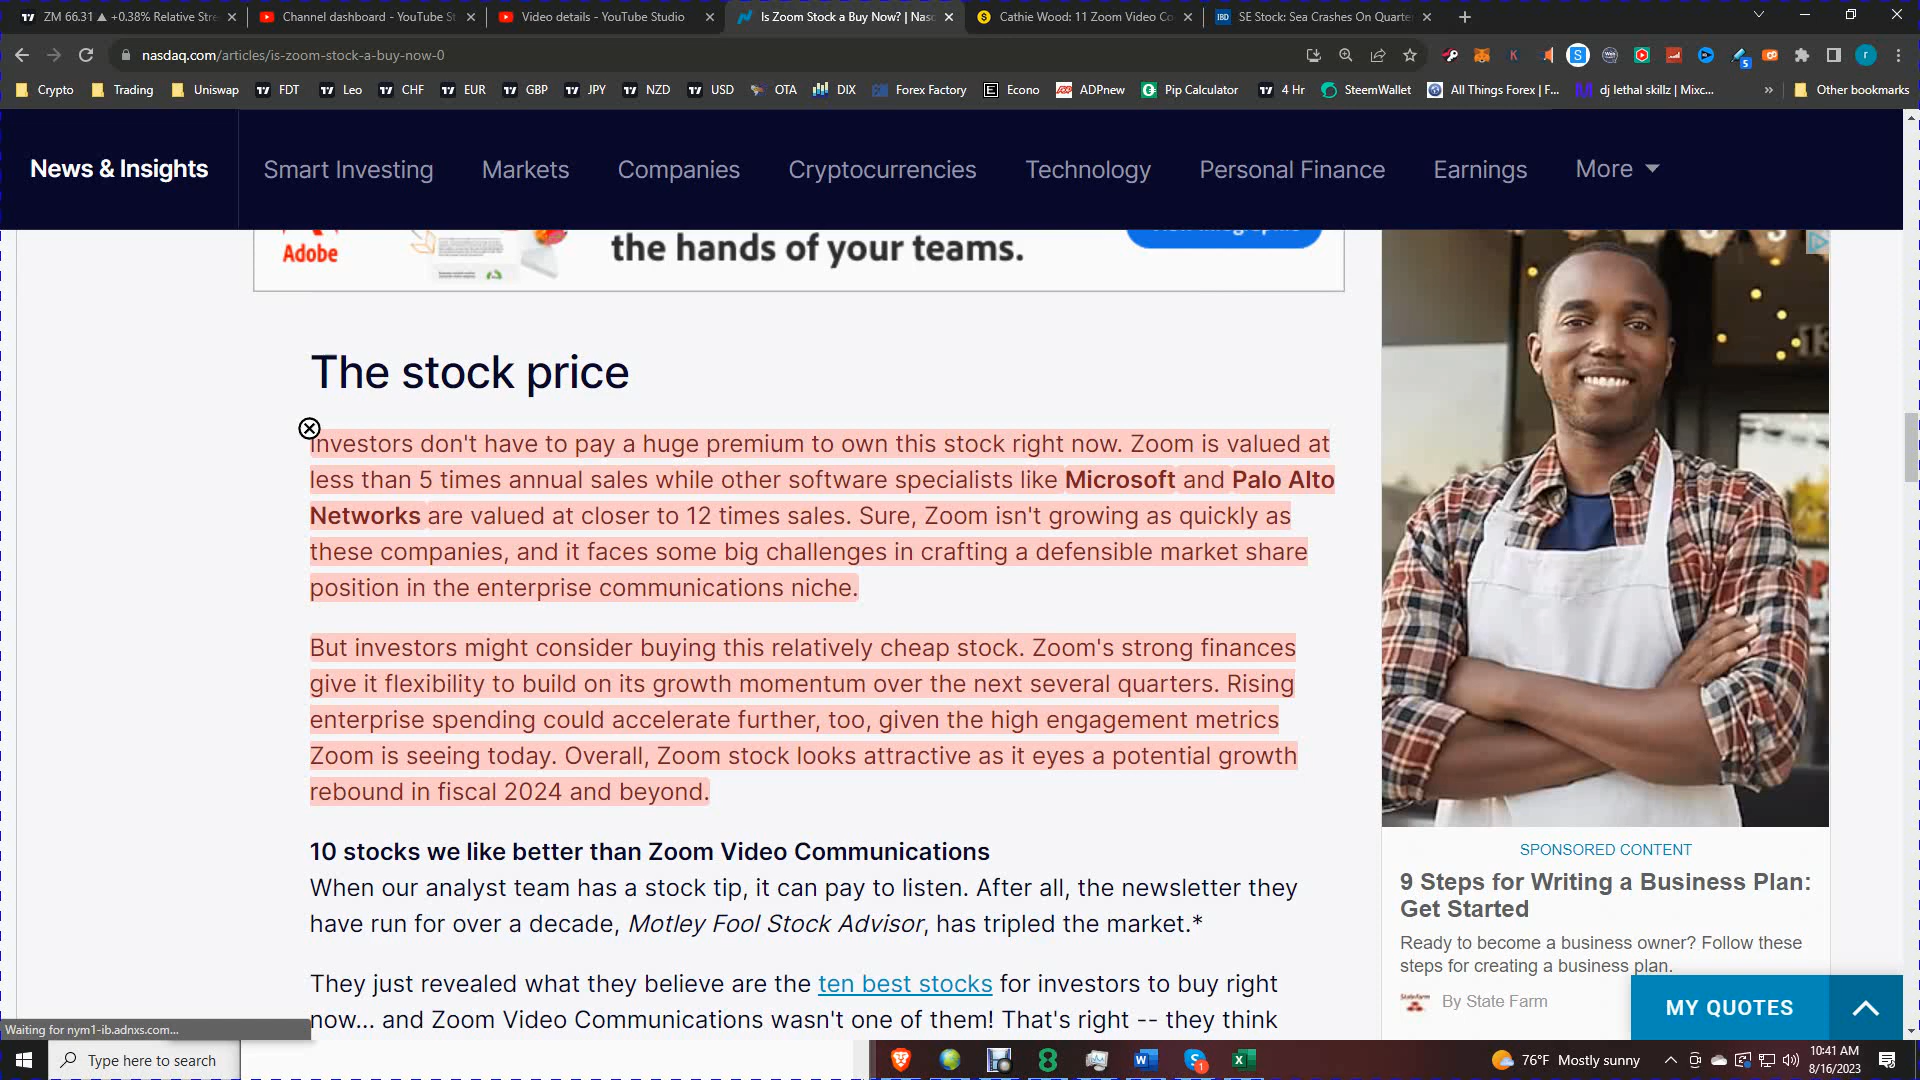 ZM 66.31 ▲ +0.38% Relative Stre
Channel dashboard - YouTube St
Video details - YouTube Studio
Is Zoom Stock a Buy Now? | Nasd
Cathie Wood: 11 Zoom Video Co
SE Stock: Sea Crashes On Quarte
nasdaq.com/articles/is-zoom-stock-a-buy-now-0
Crypto Trading Uniswap FDT Leo CHF EUR GBP JPY NZD USD OTA DIX Forex Factory Econo ADPnew Pip Calculator 4 Hr SteemWallet All Things Forex | F... dj lethal skillz | Mixc... » Other bookmarks
News & Insights Smart Investing Markets Companies Cryptocurrencies Technology Personal Finance Earnings More
Adobe
the hands of your teams.
The stock price
Investors don't have to pay a huge premium to own this stock right now. Zoom is valued at
less than 5 times annual sales while other software specialists like Microsoft and Palo Alto
Networks are valued at closer to 12 times sales. Sure, Zoom isn't growing as quickly as
these companies, and it faces some big challenges in crafting a defensible market share
position in the enterprise communications niche.
But investors might consider buying this relatively cheap stock. Zoom's strong finances
give it flexibility to build on its growth momentum over the next several quarters. Rising
enterprise spending could accelerate further, too, given the high engagement metrics
Zoom is seeing today. Overall, Zoom stock looks attractive as it eyes a potential growth
rebound in fiscal 2024 and beyond.
10 stocks we like better than Zoom Video Communications
When our analyst team has a stock tip, it can pay to listen. After all, the newsletter they
have run for over a decade, Motley Fool Stock Advisor, has tripled the market.*
They just revealed what they believe are the ten best stocks for investors to buy right
now... and Zoom Video Communications wasn't one of them! That's right -- they think
SPONSORED CONTENT
9 Steps for Writing a Business Plan:
Get Started
Ready to become a business owner? Follow these
steps for creating a business plan.
By State Farm
MY QUOTES
Waiting for nym1-ib.adnxs.com...
Type here to search
76°F Mostly sunny
10:41 AM
8/16/2023